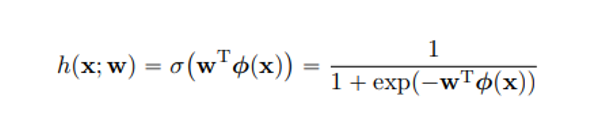 h(x; w) = σ(wᵀϕ(x)) = 1 / (1 + exp(−wᵀϕ(x)))